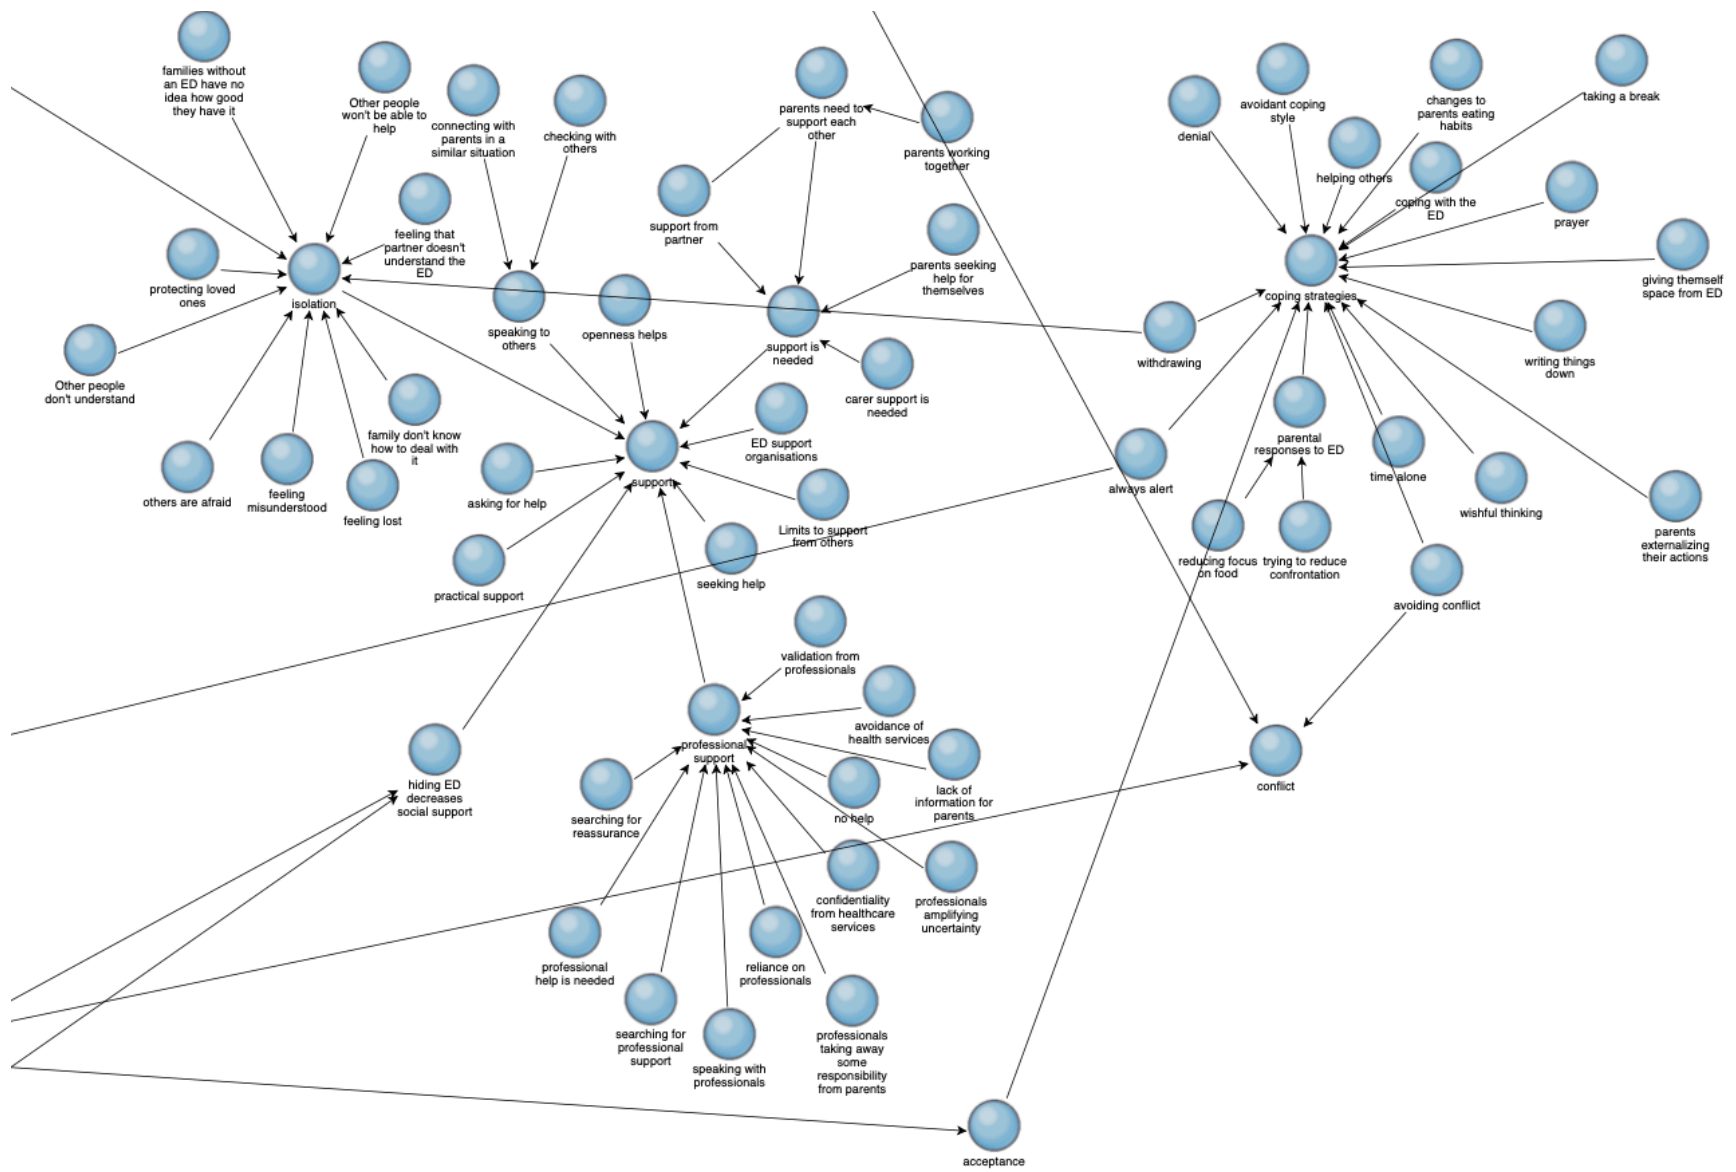 families without
an ED have no
idea how good
they have it
Other people
won't be able to
help
connecting with
parents in a
similar situation
checking with
others
parents need to
support each
other
parents working
together
denial
avoidant coping
style
changes to
parents eating
habits
taking a break
helping others
coping with the
ED
prayer
giving themself
space from ED
protecting loved
ones
feeling that
partner doesn't
understand the
ED
isolation
support from
partner
parents seeking
help for
themselves
speaking to
others
openness helps
support is
needed
carer support is
needed
coping strategies
withdrawing
writing things
down
Other people
don't understand
family don't know
how to deal with
it
others are afraid
feeling
misunderstood
feeling lost
asking for help
support
ED support
organisations
Limits to support
from others
practical support
seeking help
always alert
parental
responses to ED
time alone
wishful thinking
parents
externalizing
their actions
reducing focus
on food
trying to reduce
confrontation
avoiding conflict
validation from
professionals
avoidance of
health services
professional
support
lack of
information for
parents
no help
hiding ED
decreases
social support
searching for
reassurance
conflict
confidentiality
from healthcare
services
professionals
amplifying
uncertainty
professional
help is needed
reliance on
professionals
searching for
professional
support
speaking with
professionals
professionals
taking away
some
responsibility
from parents
acceptance